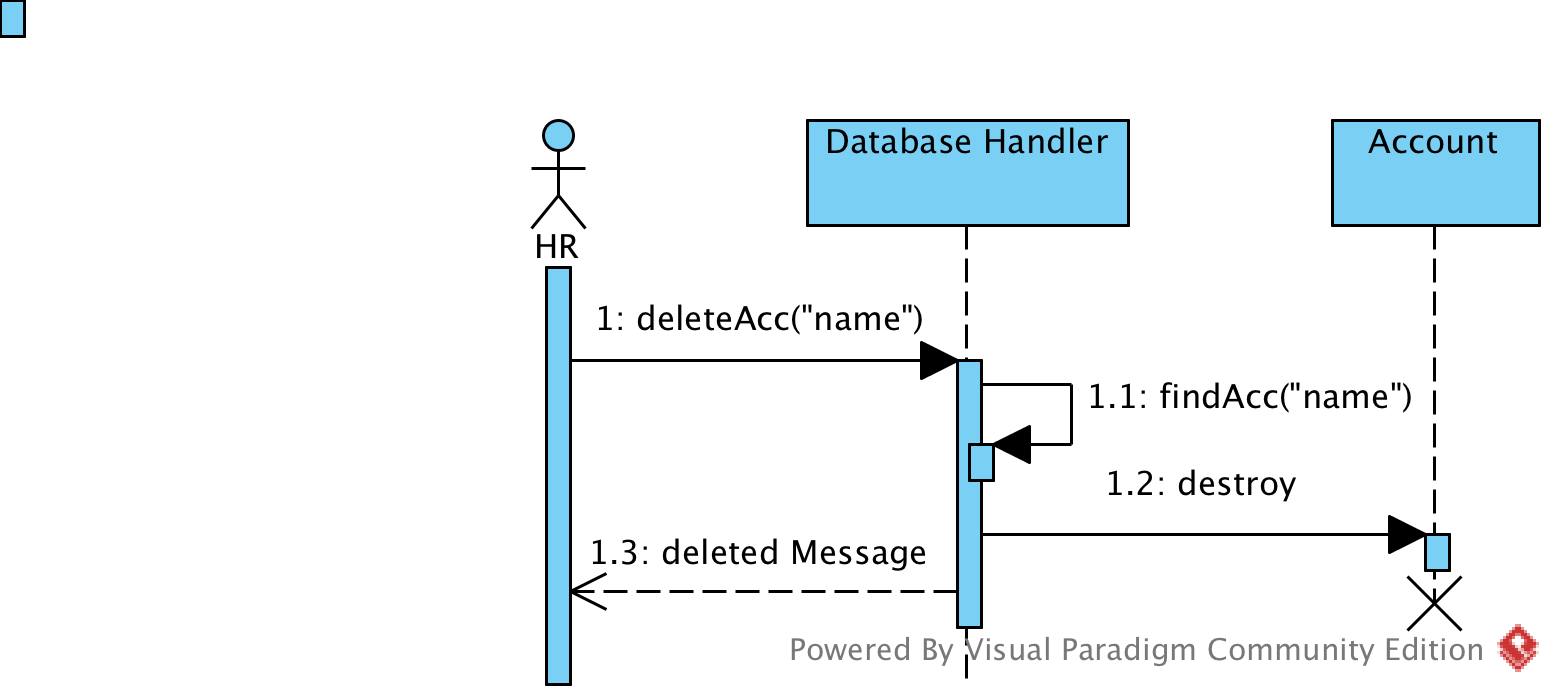 Database Handler
Account
HR
1: deleteAcc("name")
1.1: findAcc("name")
1.2: destroy
1.3: deleted Message
Powered By Visual Paradigm Community Edition